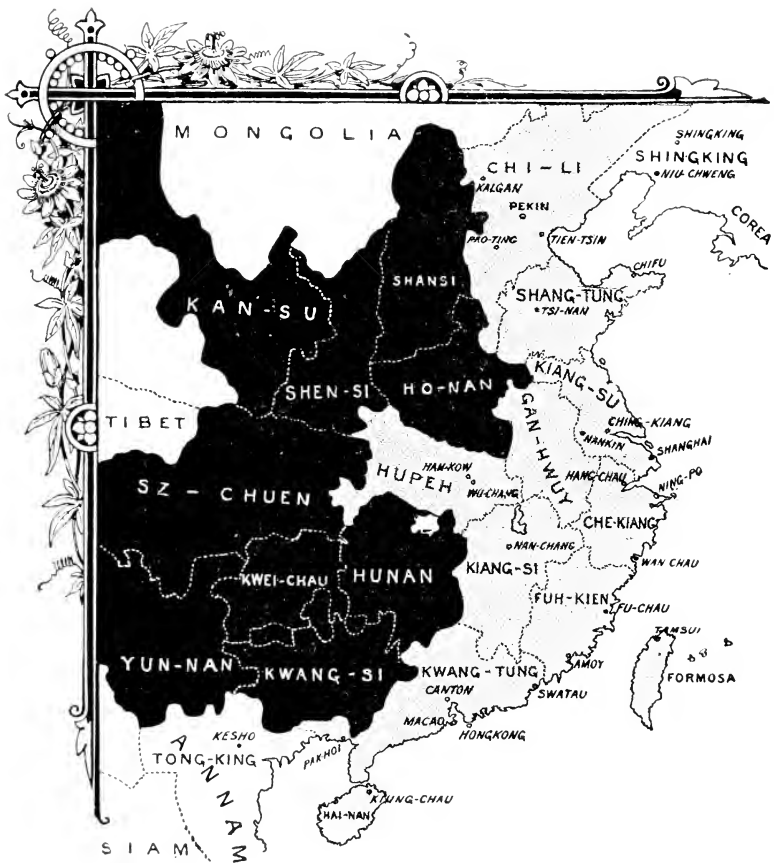 MONGOLIA
SHINGKING
SHINGKING
NIU-CHWENG
CHI-LI
KALGAN
PEKIN
PAO-TING
TIEN-TSIN
COREA
CHIFU
SHANSI
SHANG-TUNG
TSI-NAN
KAN-SU
KIANG-SU
SHEN-SI
HO-NAN
GAN-HWUY
CHING-KIANG
NANKIN
SHANGHAI
TIBET
HUPEH
HAN-KOW
WU-CHANG
HANG-CHAU
NING-PO
SZ-CHUEN
CHE-KIANG
NAN-CHANG
KIANG-SI
WAN CHAU
KWEI-CHAU
HUNAN
FUH-KIEN
FU-CHAU
TAMSUI
YUN-NAN
KWANG-SI
KWANG-TUNG
AMOY
FORMOSA
CANTON
SWATAU
MACAO
HONGKONG
KESHO
TONG-KING
PAKHOI
ANNAM
KIUNG-CHAU
HAI-NAN
SIAM